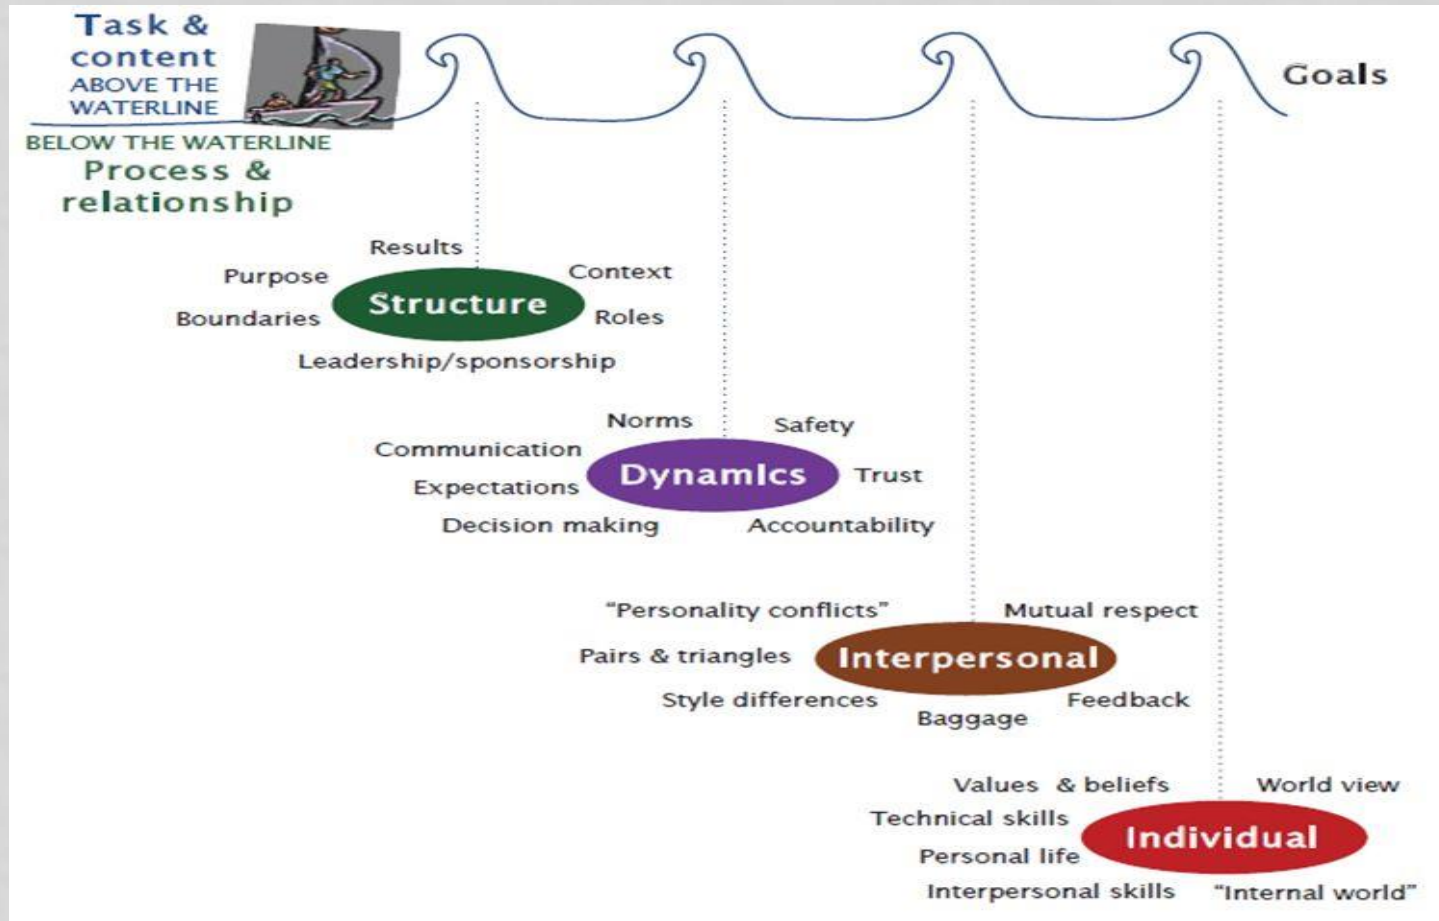 Task &
content
ABOVE THE
WATERLINE
Goals
BELOW THE WATERLINE
Process &
relationship
Results
Purpose
Context
Structure
Boundaries
Roles
Leadership/sponsorship
Norms
Safety
Communication
DynamIcs
Trust
Expectations
Decision making
Accountability
“Personality conflicts”
Mutual respect
Pairs & triangles
Interpersonal
Style differences
Feedback
Baggage
Values & beliefs
World view
Technical skills
Individual
Personal life
Interpersonal skills
“Internal world”